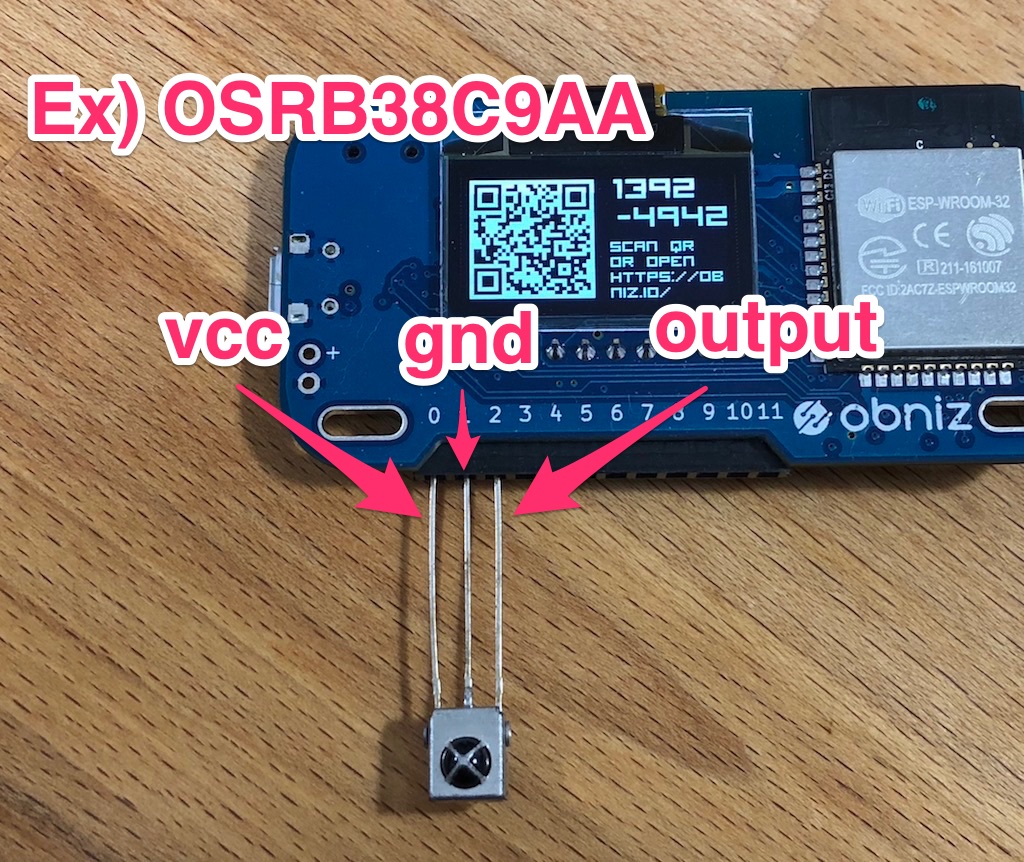 Ex) OSRB38C9AA
1392
-4942
SCAN QR
OR OPEN
HTTPS://OB
NIZ.IO/
C
WiFi ESP-WROOM-32
CE
R 211-161007
FCC ID:2AC7Z-ESPWROOM32
vcc
gnd
output
+
0 1 2 3 4 5 6 7 8 9 10 11
obniz